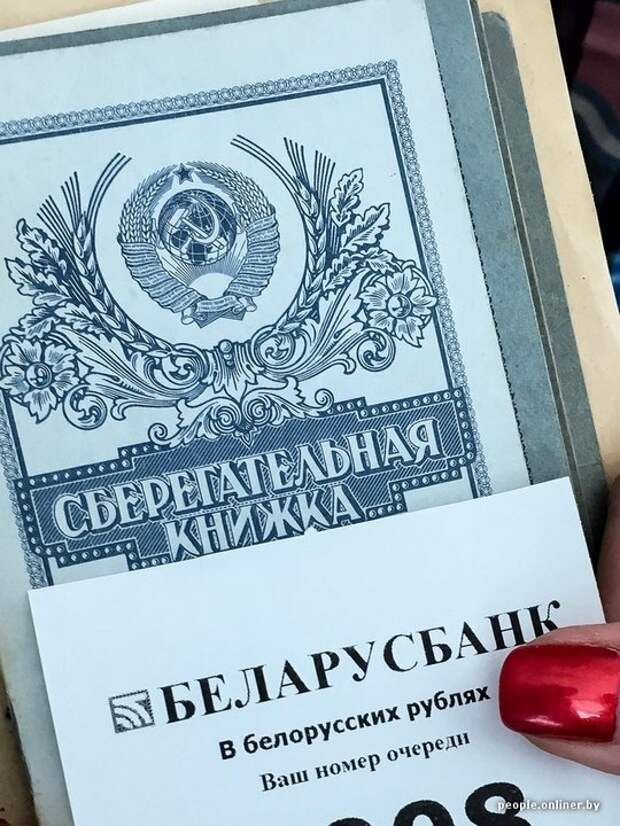 СБЕРЕГАТЕЛЬНАЯ
КНИЖКА
БЕЛАРУСБАНК
В белорусских рублях
Ваш номер очереди
people.onliner.by